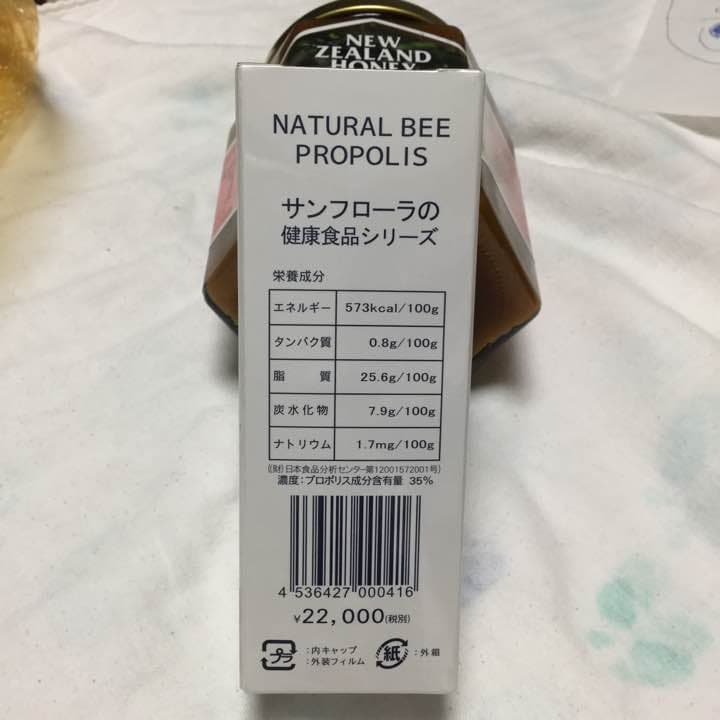 NEW
ZEALAND
HONEY
NATURAL BEE
PROPOLIS
サンフローラの
健康食品シリーズ
栄養成分
エネルギー 573kcal/100g
タンパク質 0.8g/100g
脂 質 25.6g/100g
炭水化物 7.9g/100g
ナトリウム 1.7mg/100g
((財)日本食品分析センター第12001572001号)
濃度:プロポリス成分含有量 35%
4 536427 000416
¥22,000(税別)
プラ :内キャップ 紙 :外箱
:外装フィルム